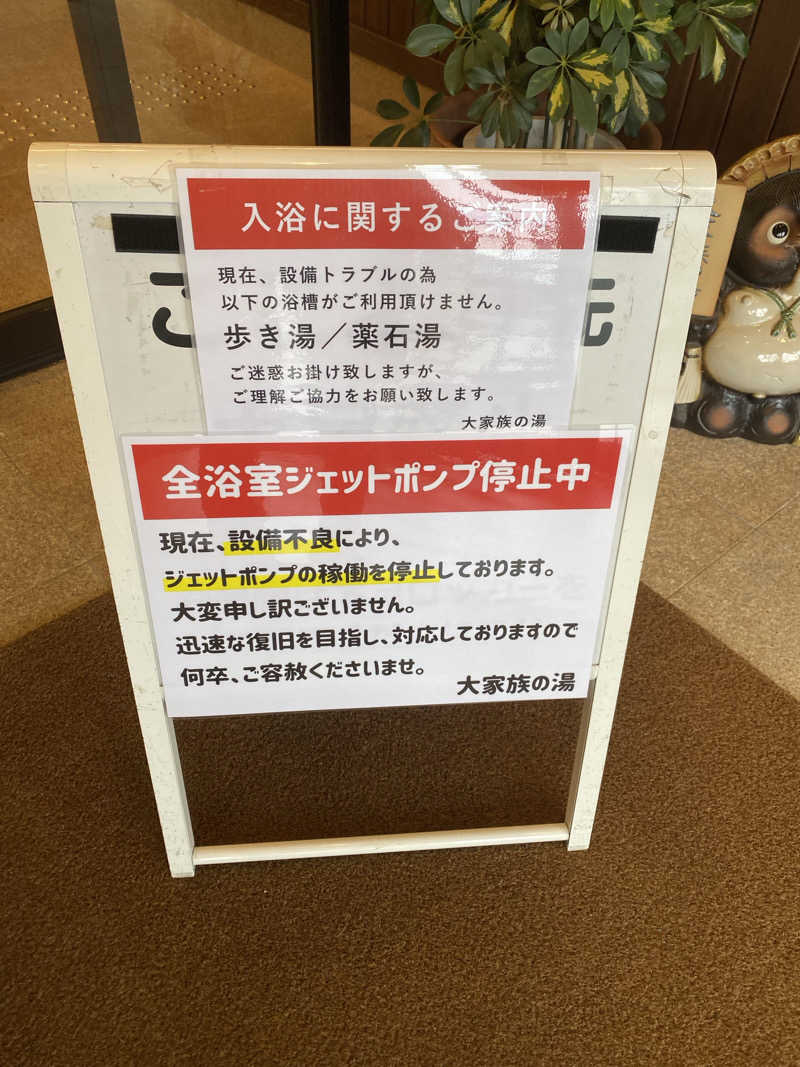 入浴に関するご案内
現在、設備トラブルの為
以下の浴槽がご利用頂けません。
歩き湯／薬石湯
ご迷惑お掛け致しますが、
ご理解ご協力をお願い致します。
大家族の湯
全浴室ジェットポンプ停止中
現在、設備不良により、
ジェットポンプの稼働を停止しております。
大変申し訳ございません。
迅速な復旧を目指し、対応しておりますので
何卒、ご容赦くださいませ。
大家族の湯